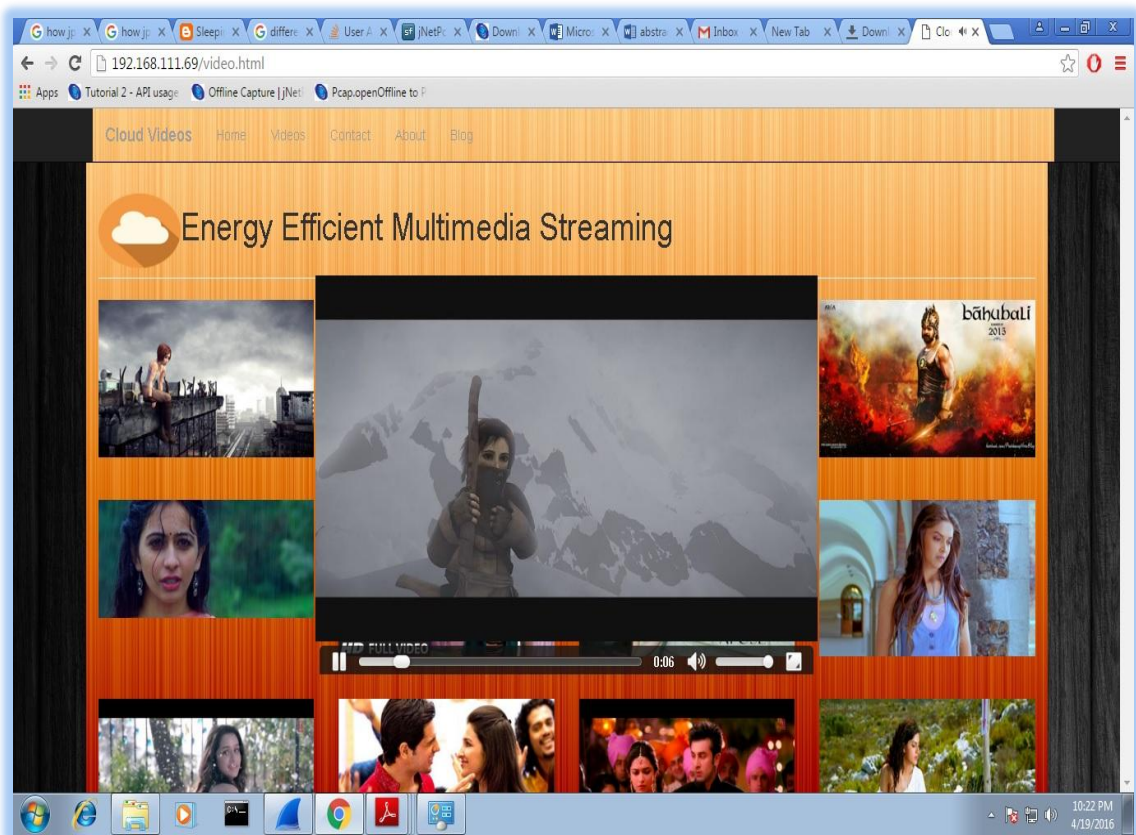 how jp
how jp
Sleepi
differe
User A
jNetPc
Downl
Micro:
abstra
Inbox
New Tab
Downl
Clo
192.168.111.69/video.html
Apps Tutorial 2 - API usage Offline Capture | jNet Pcap.openOffline to P
Cloud Videos Home Videos Contact About Blog
Energy Efficient Multimedia Streaming
bāhubali
2015
HD FULL VIDEO
0:06
10:22 PM
4/19/2016